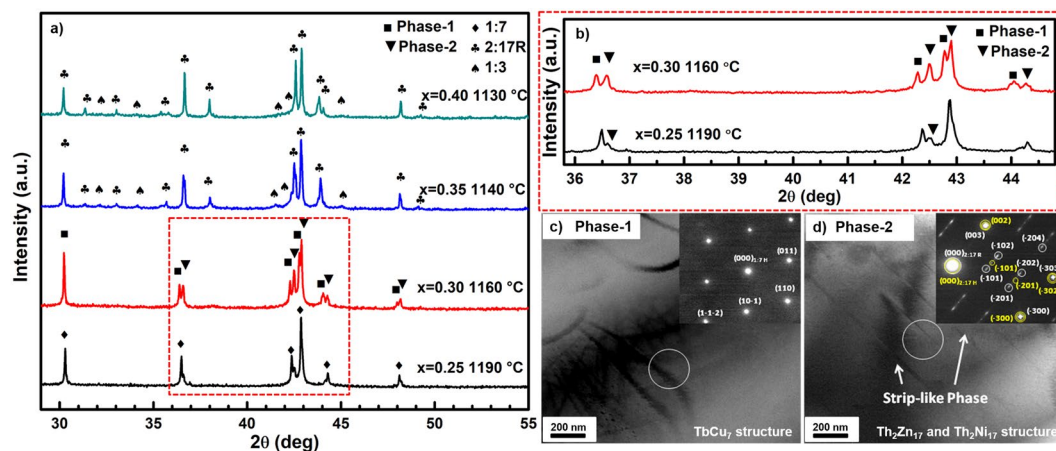 a)
■ Phase-1 ♦ 1:7
▼ Phase-2 ♣ 2:17R
♠ 1:3
x=0.40 1130 °C
x=0.35 1140 °C
x=0.30 1160 °C
x=0.25 1190 °C
Intensity (a.u.)
30 35 40 45 50 55
2θ (deg)
b)
■ Phase-1
▼ Phase-2
x=0.30 1160 °C
x=0.25 1190 °C
Intensity (a.u.)
36 37 38 39 40 41 42 43 44
2θ (deg)
c) Phase-1
(011)
(000)1:7 H
(110)
(10-1)
(1-1-2)
200 nm
TbCu₇ structure
d) Phase-2
(002)
(003)
(-204)
(-102)
(000)2:17 R
(-101)
(-202)
(-303)
(000)2:17 H
(-101)
(-201)
(-302)
(-201)
(-300)
(-300)
Strip-like Phase
200 nm
Th₂Zn₁₇ and Th₂Ni₁₇ structure